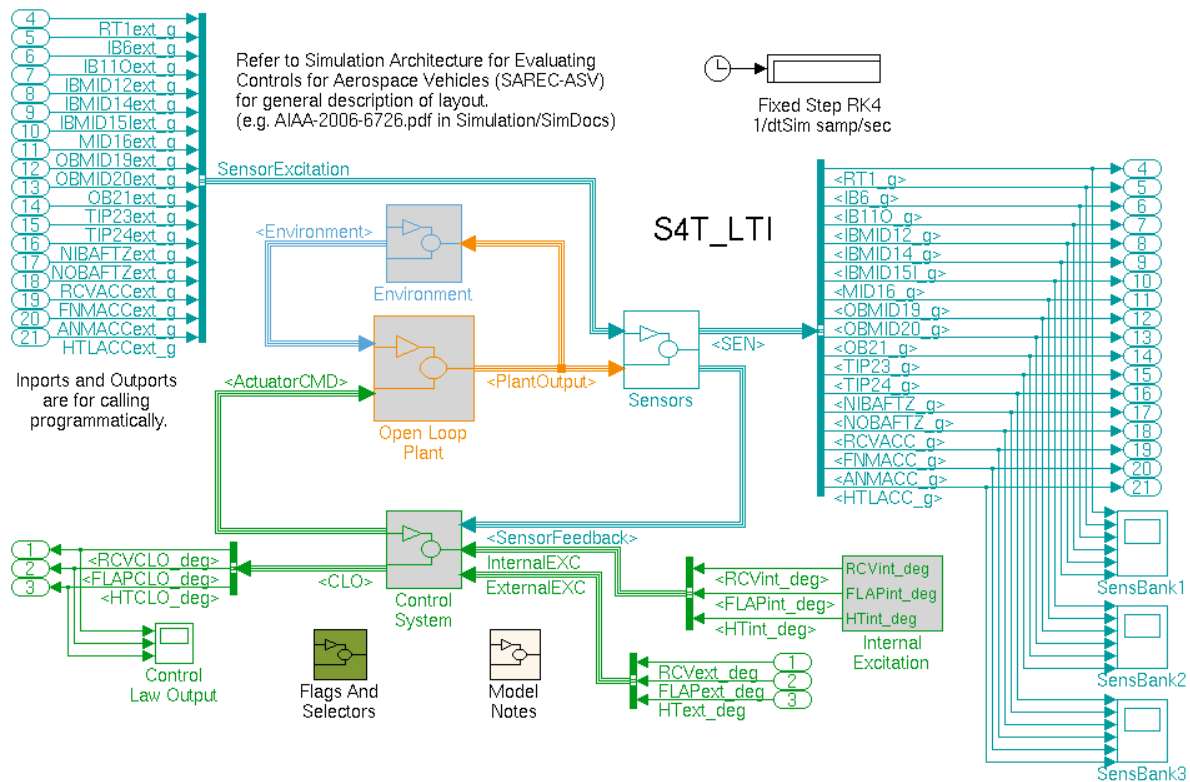 4
RT1ext_g
5
IB6ext_g
6
IB11Oext_g
7
IBMID12ext_g
8
IBMID14ext_g
9
IBMID15Iext_g
10
MID16ext_g
11
OBMID19ext_g
12
OBMID20ext_g
13
OB21ext_g
14
TIP23ext_g
15
TIP24ext_g
16
NIBAFTZext_g
17
NOBAFTZext_g
18
RCVACCext_g
19
FNMACCext_g
20
ANMACCext_g
21
HTLACCext_g
Inports and Outports
are for calling
programmatically.
Refer to Simulation Architecture for Evaluating
Controls for Aerospace Vehicles (SAREC-ASV)
for general description of layout.
(e.g. AIAA-2006-6726.pdf in Simulation/SimDocs)
Fixed Step RK4
1/dtSim samp/sec
SensorExcitation
S4T_LTI
<Environment>
Environment
<ActuatorCMD>
<PlantOutput>
Open Loop
Plant
Sensors
<SEN>
4
<RT1_g>
5
<IB6_g>
6
<IB11O_g>
7
<IBMID12_g>
8
<IBMID14_g>
9
<IBMID15I_g>
10
<MID16_g>
11
<OBMID19_g>
12
<OBMID20_g>
13
<OB21_g>
14
<TIP23_g>
15
<TIP24_g>
16
<NIBAFTZ_g>
17
<NOBAFTZ_g>
18
<RCVACC_g>
19
<FNMACC_g>
20
<ANMACC_g>
21
<HTLACC_g>
SensBank1
SensBank2
SensBank3
1
<RCVCLO_deg>
2
<FLAPCLO_deg>
3
<HTCLO_deg>
<CLO>
Control
Law Output
Control
System
<SensorFeedback>
InternalEXC
ExternalEXC
<RCVint_deg>
<FLAPint_deg>
<HTint_deg>
RCVint_deg
FLAPint_deg
HTint_deg
Internal
Excitation
1
RCVext_deg
2
FLAPext_deg
3
HText_deg
Flags And
Selectors
Model
Notes